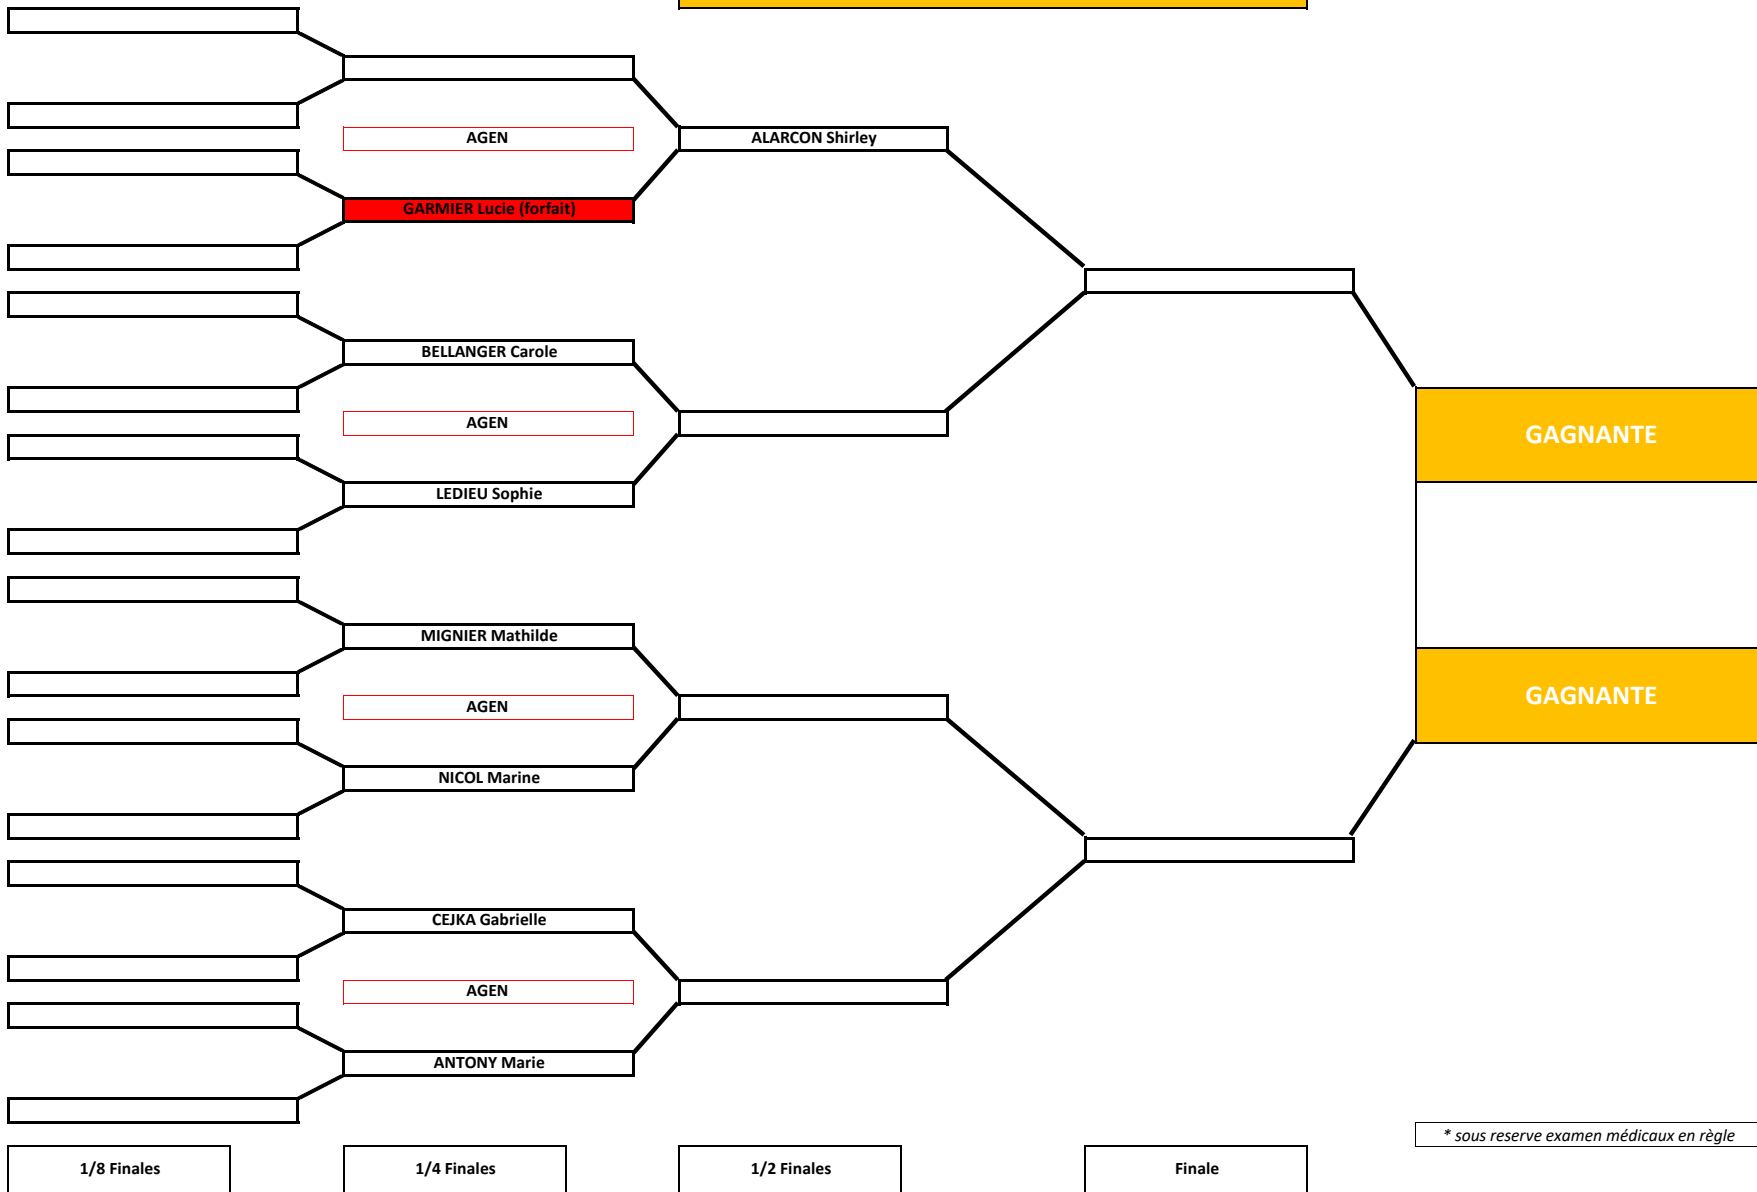 AGEN
ALARCON Shirley
GARMIER Lucie (forfait)
BELLANGER Carole
AGEN
GAGNANTE
LEDIEU Sophie
MIGNIER Mathilde
AGEN
GAGNANTE
NICOL Marine
CEJKA Gabrielle
AGEN
ANTONY Marie
* sous reserve examen médicaux en règle
1/8 Finales
1/4 Finales
1/2 Finales
Finale